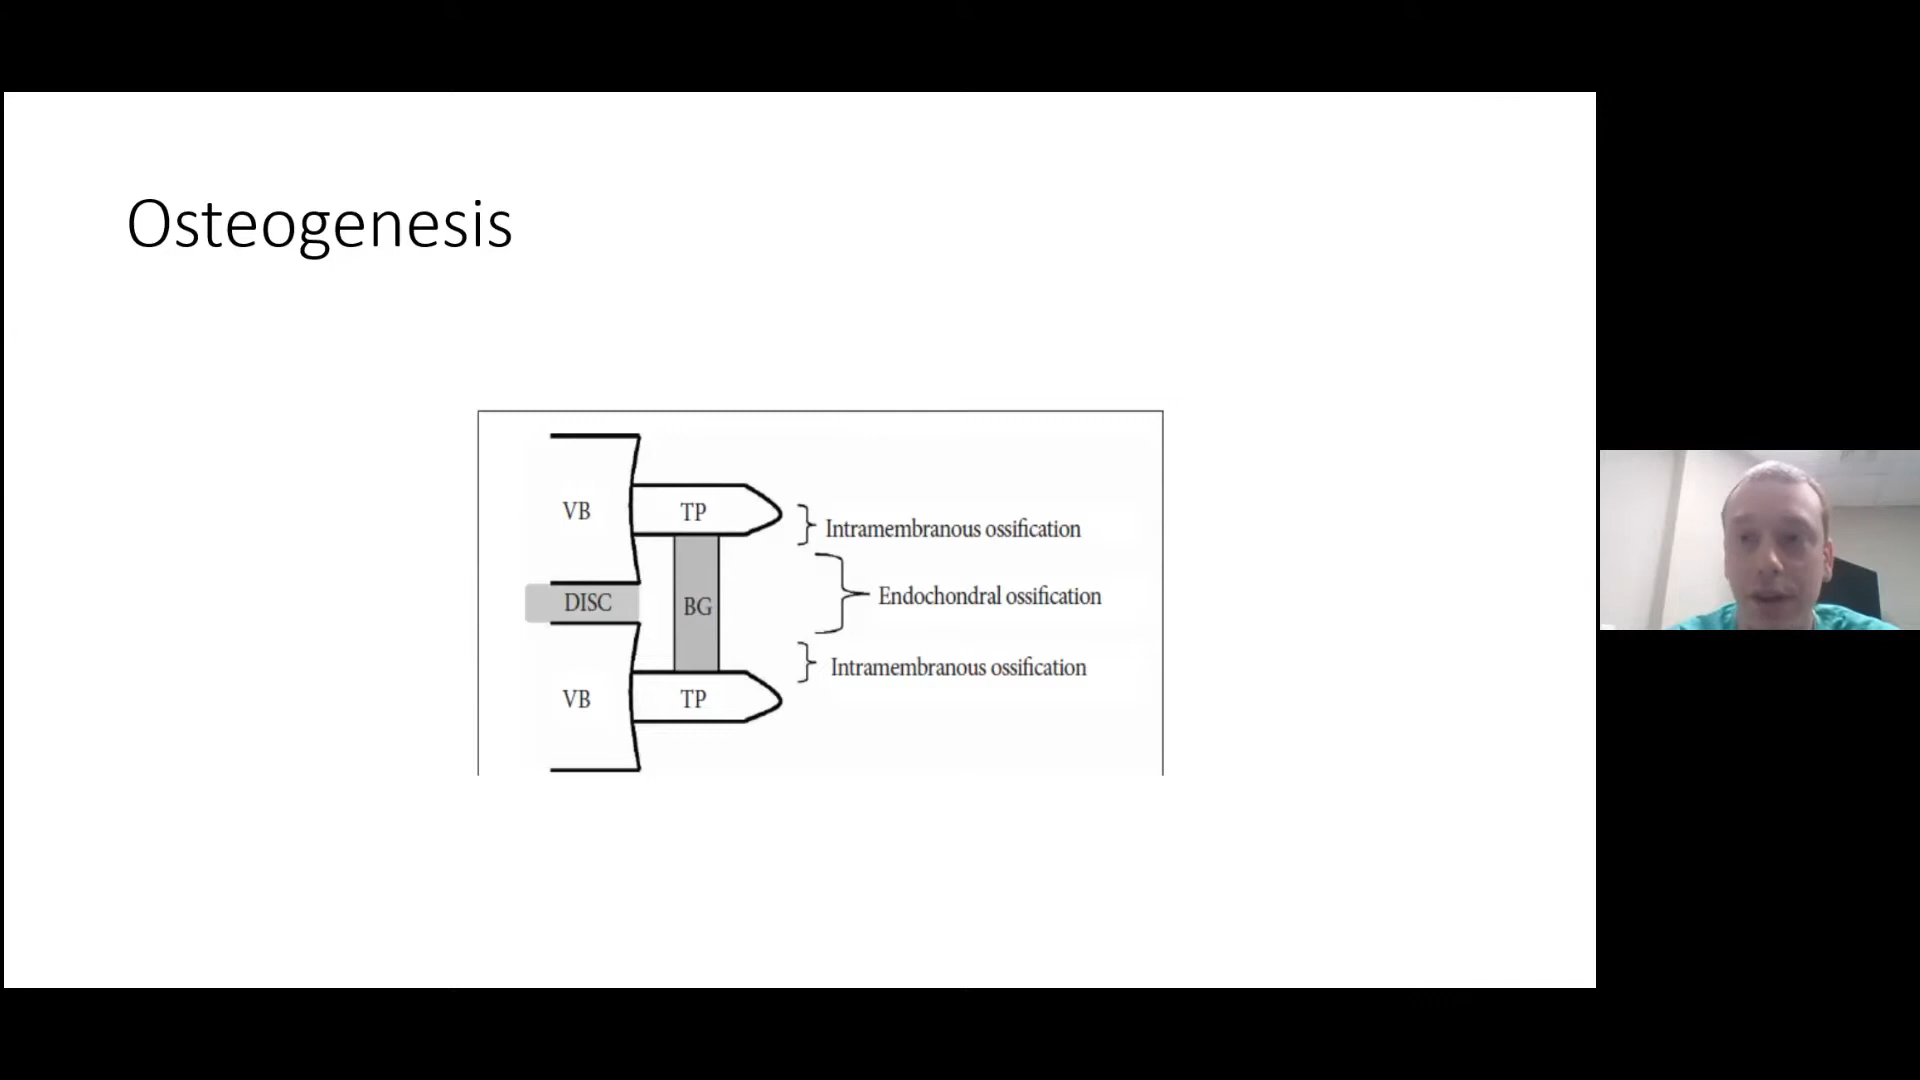 Osteogenesis
VB
TP
Intramembranous ossification
Endochondral ossification
DISC
BG
Intramembranous ossification
VB
TP